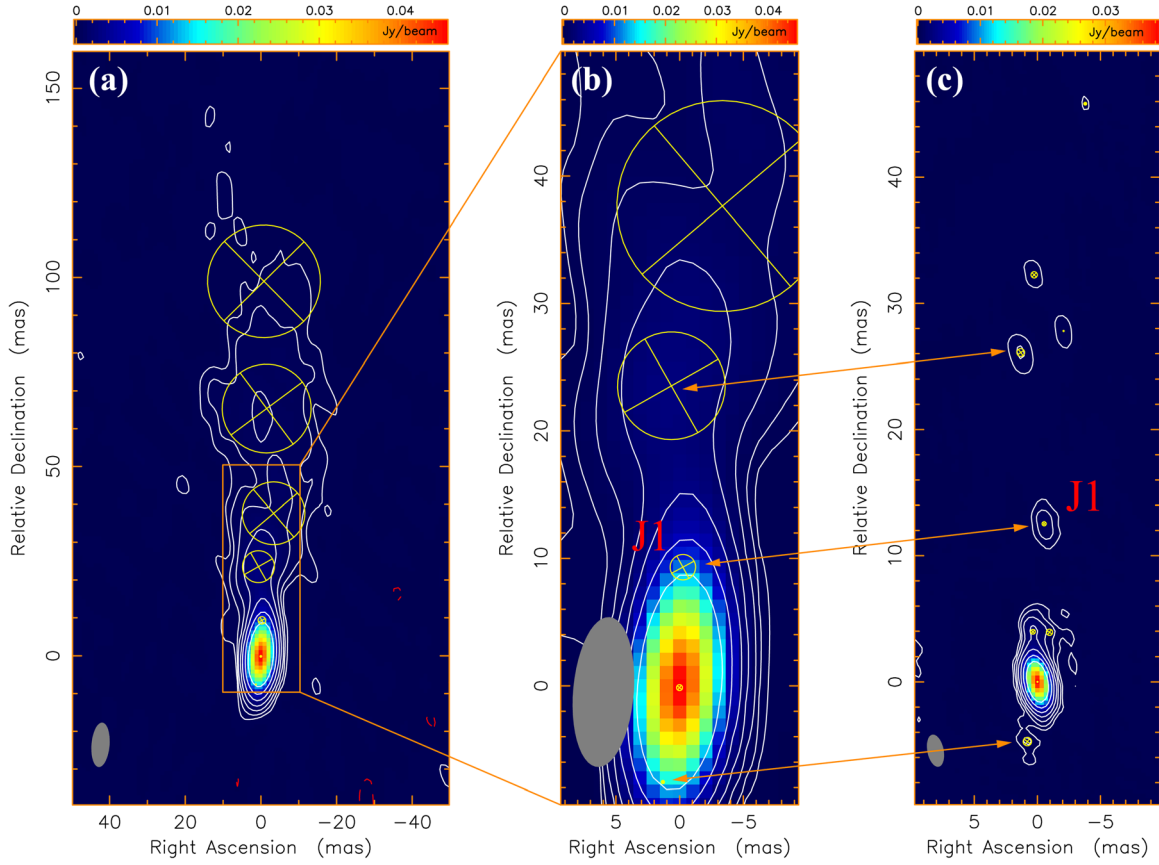 0 0.01 0.02 0.03 0.04
Jy/beam
(a)
150
100
50
0
Relative Declination (mas)
40 20 0 −20 −40
Right Ascension (mas)
0 0.01 0.02 0.03 0.04
Jy/beam
(b)
40
30
20
10
0
Relative Declination (mas)
J1
5 0 −5
Right Ascension (mas)
0 0.01 0.02 0.03
Jy/beam
(c)
40
30
20
10
0
Relative Declination (mas)
J1
5 0 −5
Right Ascension (mas)